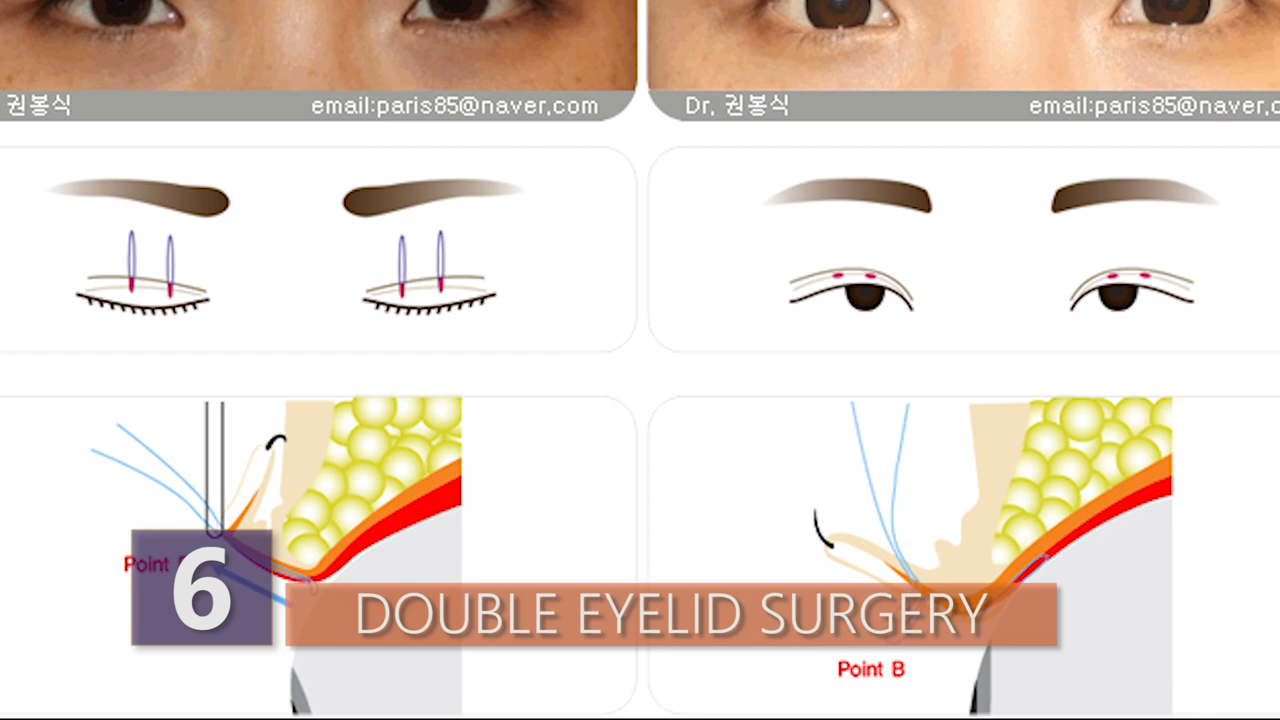 권봉식 email:paris85@naver.com
Dr. 권봉식 email:paris85@naver.c
Point
6
DOUBLE EYELID SURGERY
Point B